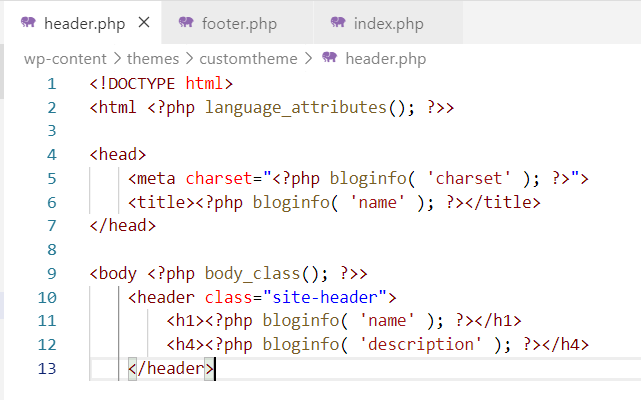 header.php × footer.php index.php
wp-content > themes > customtheme > header.php
1 <!DOCTYPE html>
2 <html <?php language_attributes(); ?>>
3
4 <head>
5 <meta charset="<?php bloginfo( 'charset' ); ?>">
6 <title><?php bloginfo( 'name' ); ?></title>
7 </head>
8
9 <body <?php body_class(); ?>>
10 <header class="site-header">
11 <h1><?php bloginfo( 'name' ); ?></h1>
12 <h4><?php bloginfo( 'description' ); ?></h4>
13 </header>